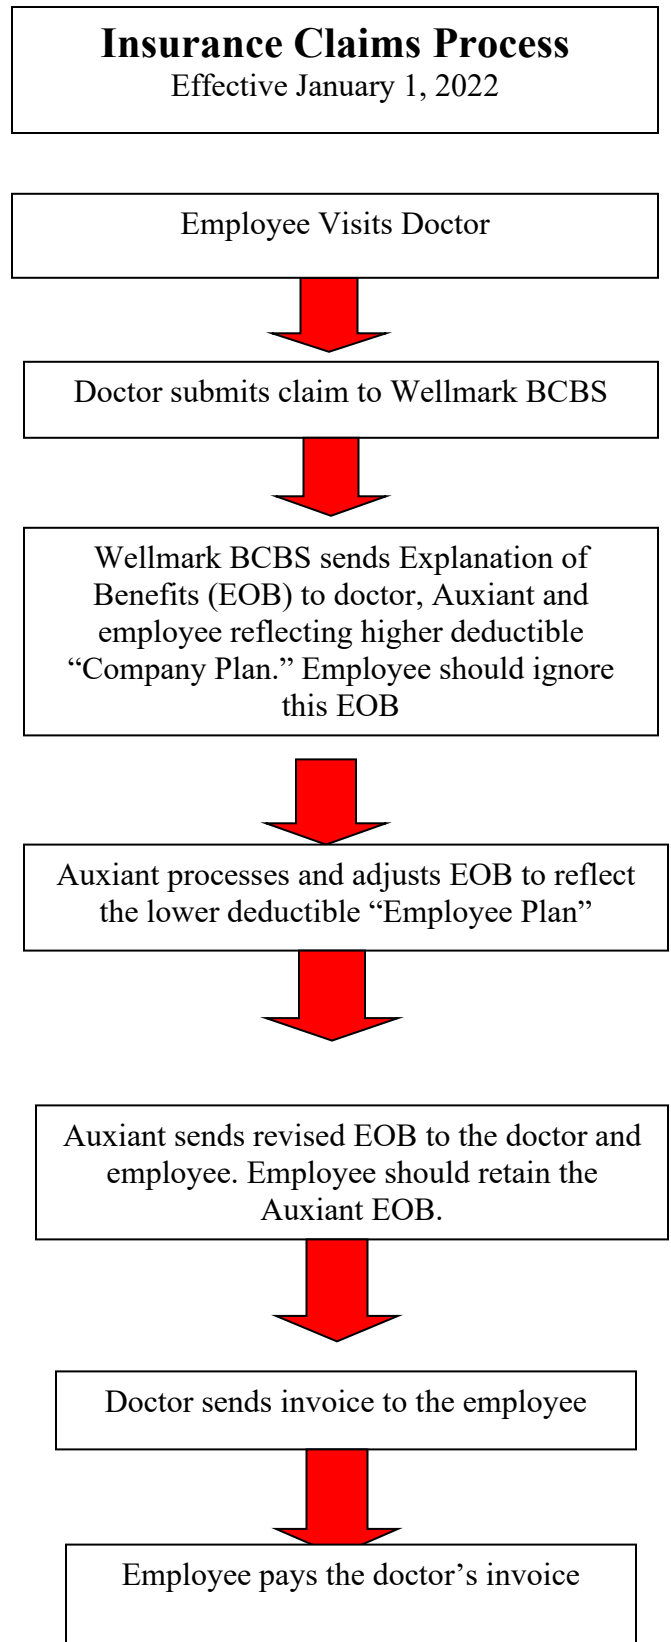 Insurance Claims Process
Effective January 1, 2022
Employee Visits Doctor
Doctor submits claim to Wellmark BCBS
Wellmark BCBS sends Explanation of
Benefits (EOB) to doctor, Auxiant and
employee reflecting higher deductible
“Company Plan.” Employee should ignore
this EOB
Auxiant processes and adjusts EOB to reflect
the lower deductible “Employee Plan”
Auxiant sends revised EOB to the doctor and
employee. Employee should retain the
Auxiant EOB.
Doctor sends invoice to the employee
Employee pays the doctor’s invoice